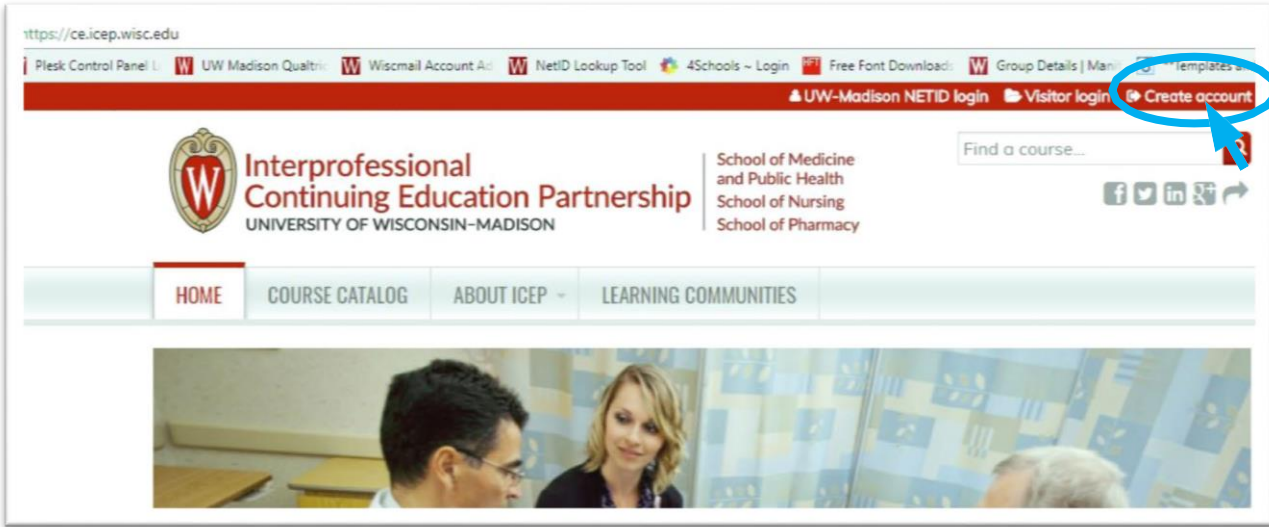 https://ce.icep.wisc.edu
Plesk Control Panel L UW Madison Qualtric Wiscmail Account Ad NetID Lookup Tool 4Schools ~ Login Free Font Downloads Group Details | Mani Templates
UW-Madison NETID login Visitor login Create account
Interprofessional
Continuing Education Partnership
UNIVERSITY OF WISCONSIN-MADISON
School of Medicine
and Public Health
School of Nursing
School of Pharmacy
Find a course...
HOME COURSE CATALOG ABOUT ICEP LEARNING COMMUNITIES